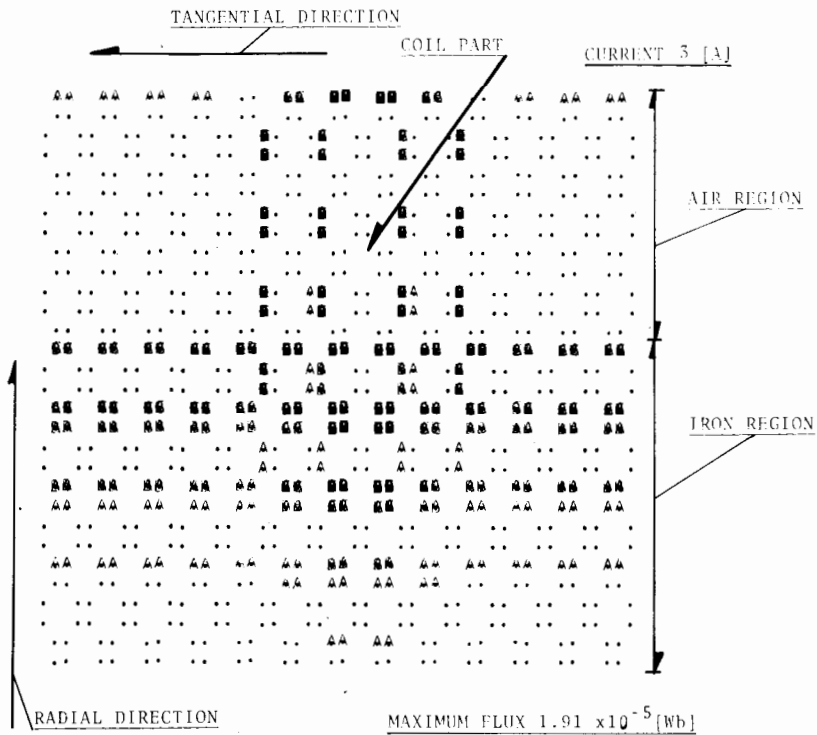 TANGENTIAL DIRECTION
COIL PART
CURRENT 3 [A]
AIR REGION
IRON REGION
RADIAL DIRECTION
MAXIMUM FLUX 1.91 x10⁻⁵[Wb]